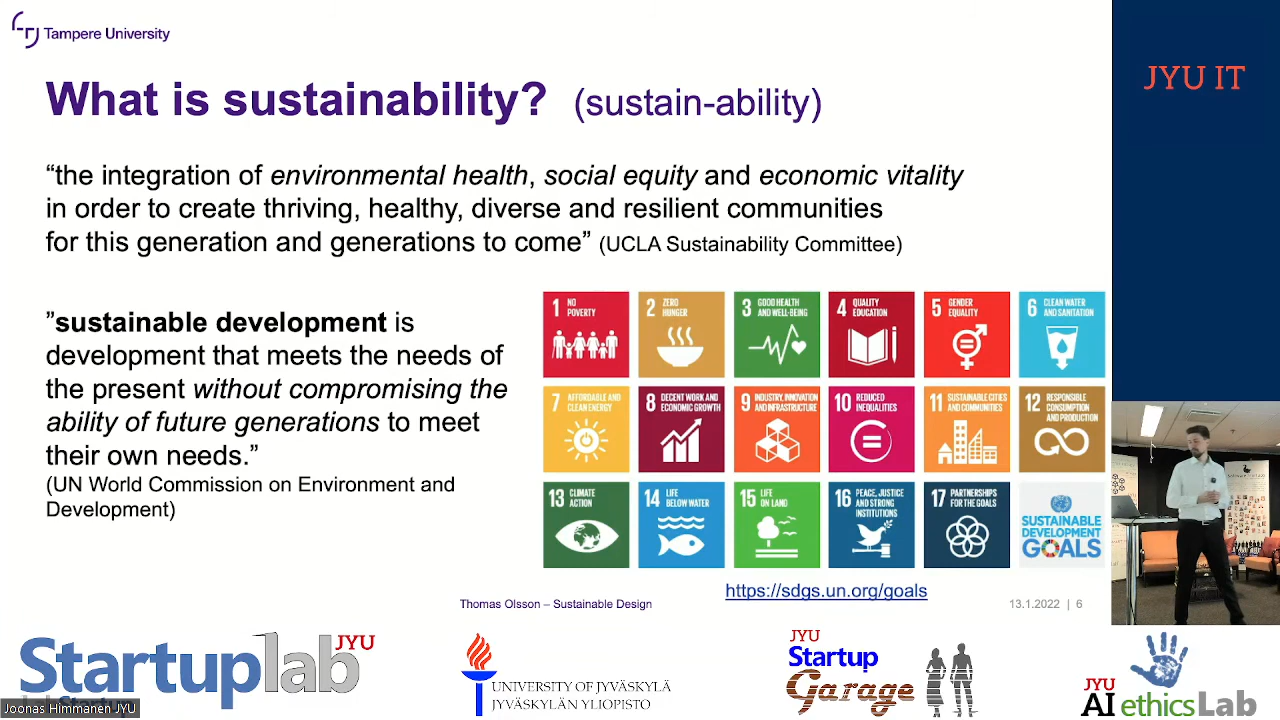 Tampere University
JYU IT
What is sustainability? (sustain-ability)
“the integration of environmental health, social equity and economic vitality
in order to create thriving, healthy, diverse and resilient communities
for this generation and generations to come” (UCLA Sustainability Committee)
”sustainable development is
development that meets the needs of
the present without compromising the
ability of future generations to meet
their own needs.”
(UN World Commission on Environment and
Development)
1 NO
POVERTY
2 ZERO
HUNGER
3 GOOD HEALTH
AND WELL-BEING
4 QUALITY
EDUCATION
5 GENDER
EQUALITY
6 CLEAN WATER
AND SANITATION
7 AFFORDABLE AND
CLEAN ENERGY
8 DECENT WORK AND
ECONOMIC GROWTH
9 INDUSTRY, INNOVATION
AND INFRASTRUCTURE
10 REDUCED
INEQUALITIES
11 SUSTAINABLE CITIES
AND COMMUNITIES
12 RESPONSIBLE
CONSUMPTION
AND PRODUCTION
13 CLIMATE
ACTION
14 LIFE
BELOW WATER
15 LIFE
ON LAND
16 PEACE, JUSTICE
AND STRONG
INSTITUTIONS
17 PARTNERSHIPS
FOR THE GOALS
SUSTAINABLE
DEVELOPMENT
GOALS
https://sdgs.un.org/goals
Thomas Olsson – Sustainable Design
13.1.2022 | 6
Startuplab JYU
UNIVERSITY OF JYVÄSKYLÄ
JYVÄSKYLÄN YLIOPISTO
JYU
Startup
Garage
JYU
AI ethicsLab
Joonas Himmanen JYU